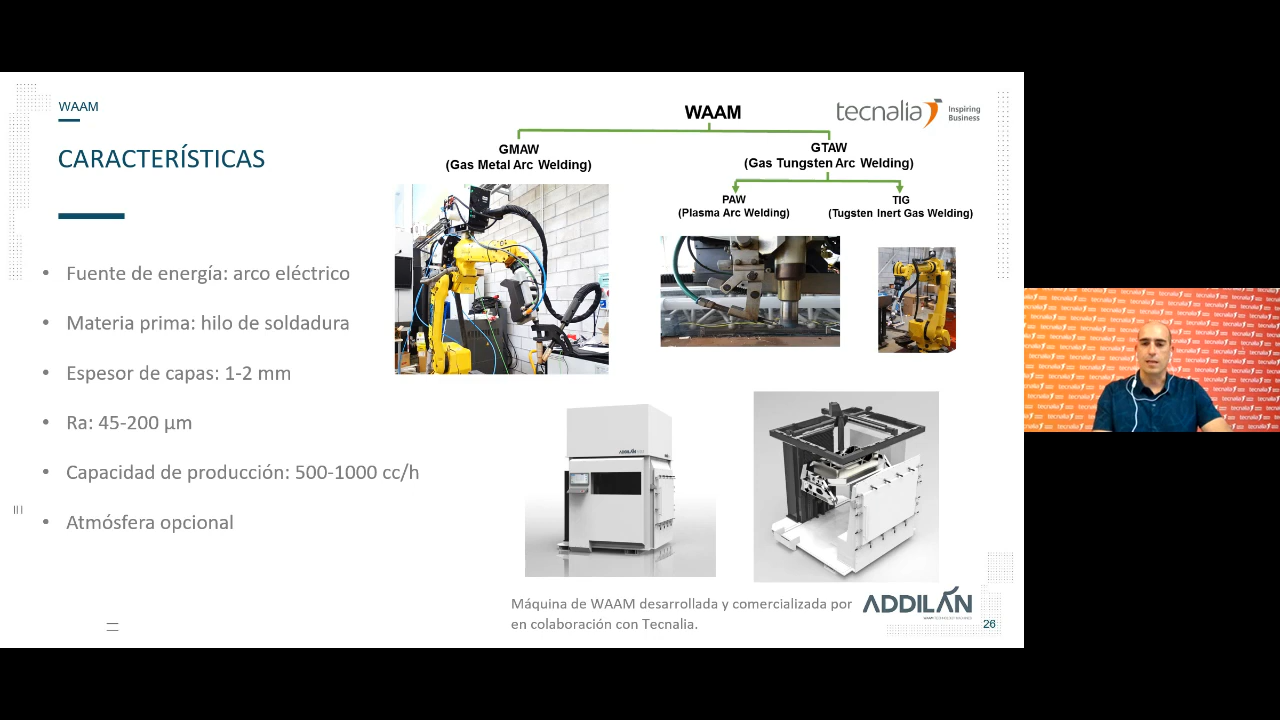 WAAM
CARACTERÍSTICAS
• Fuente de energía: arco eléctrico
• Materia prima: hilo de soldadura
• Espesor de capas: 1-2 mm
• Ra: 45-200 µm
• Capacidad de producción: 500-1000 cc/h
• Atmósfera opcional
WAAM
tecnalia Inspiring
Business
GMAW
(Gas Metal Arc Welding)
GTAW
(Gas Tungsten Arc Welding)
PAW
(Plasma Arc Welding)
TIG
(Tugsten Inert Gas Welding)
ADDILAN
Máquina de WAAM desarrollada y comercializada por
en colaboración con Tecnalia.
ADDILAN
26
tecnalia